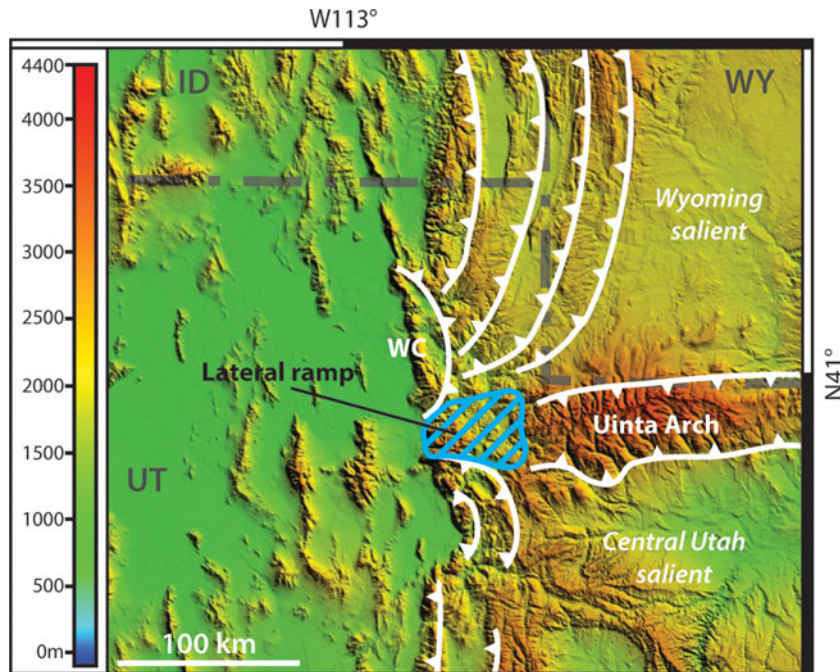 W113°
4400
4000
3500
3000
2500
2000
1500
1000
500
0m
ID
WY
Wyoming
salient
WC
N41°
Lateral ramp
Uinta Arch
UT
Central Utah
salient
100 km